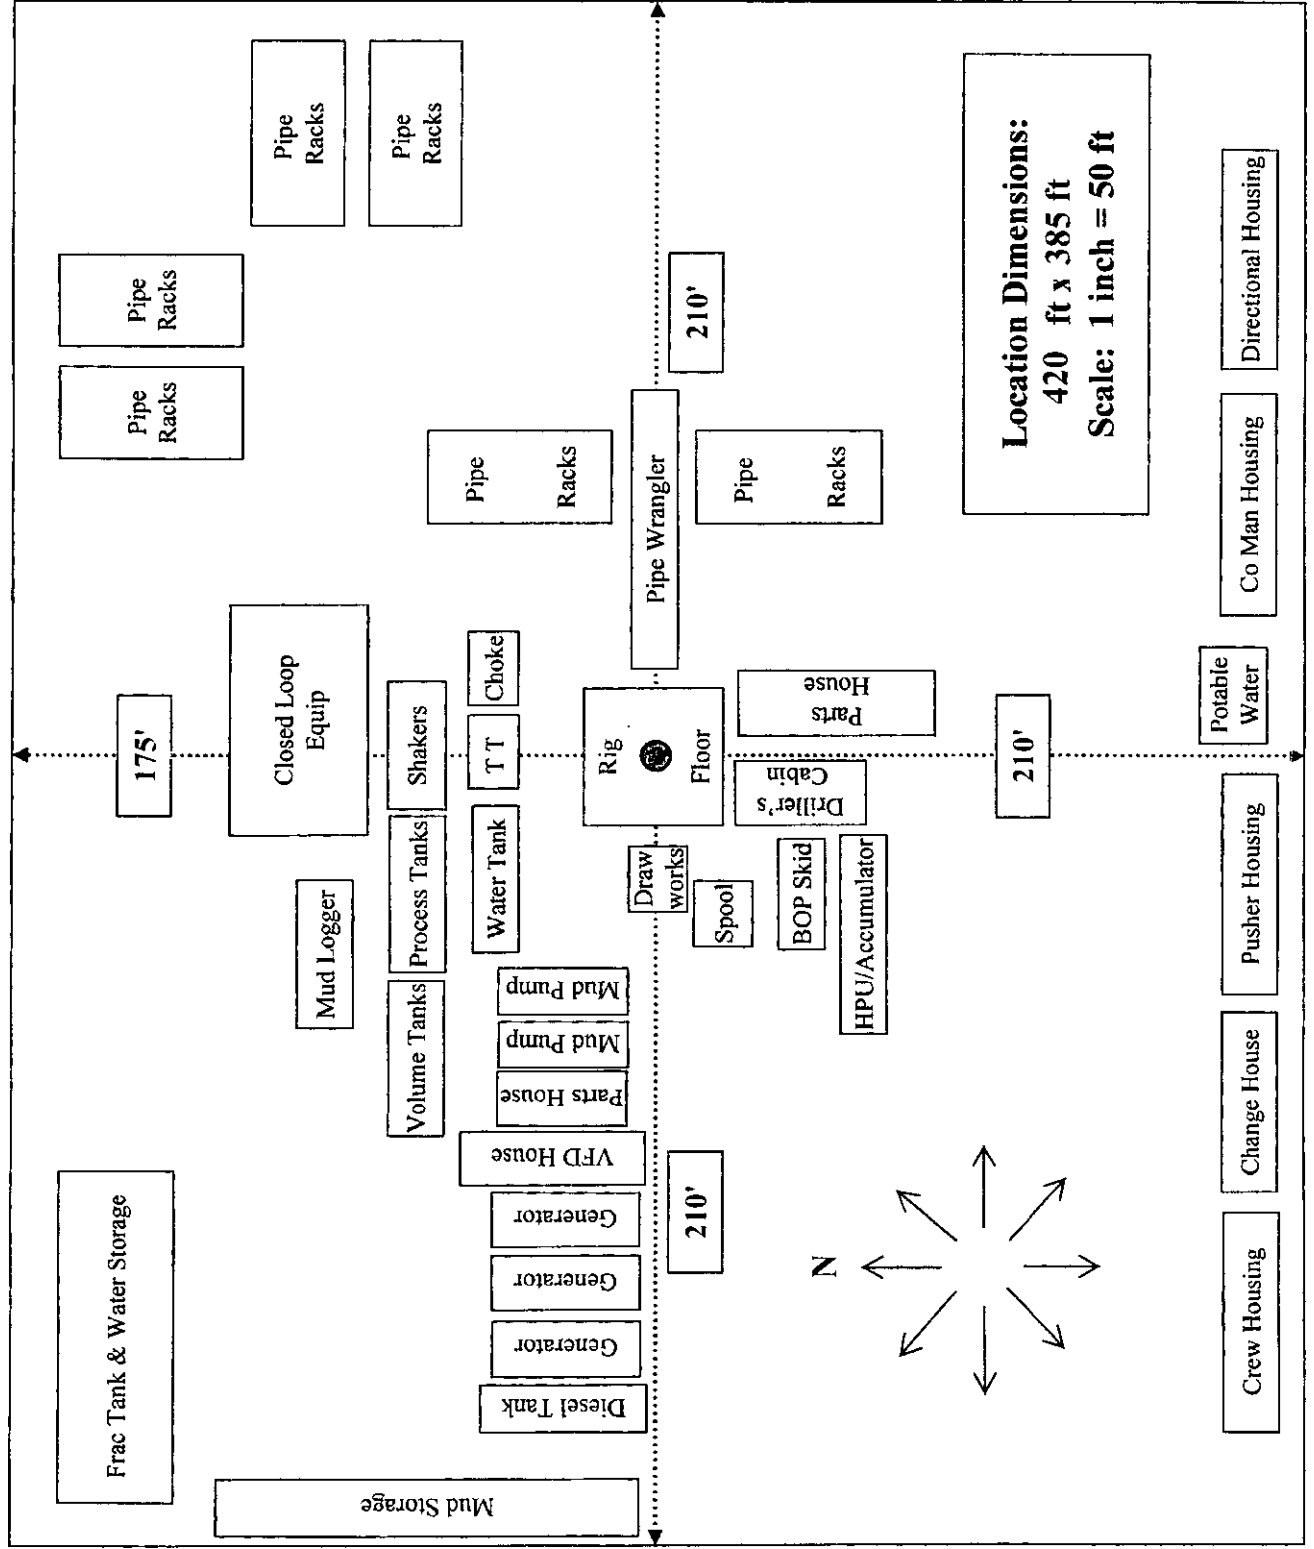 Pipe
Racks
Pipe
Racks
Pipe
Racks
Pipe
Racks
Pipe
Racks
Pipe
Racks
Pipe Wrangler
210'
Location Dimensions:
420 ft x 385 ft
Scale: 1 inch = 50 ft
Directional Housing
Co Man Housing
Potable
Water
Pusher Housing
Change House
Crew Housing
175'
Closed Loop
Equip
Shakers
T T
Choke
Rig
Floor
Parts
House
Driller's
Cabin
210'
Mud Logger
Process Tanks
Water Tank
Draw
works
Spool
BOP Skid
HPU/Accumulator
Volume Tanks
Mud Pump
Mud Pump
Parts House
VFD House
Generator
Generator
Generator
Diesel Tank
210'
N
Frac Tank & Water Storage
Mud Storage